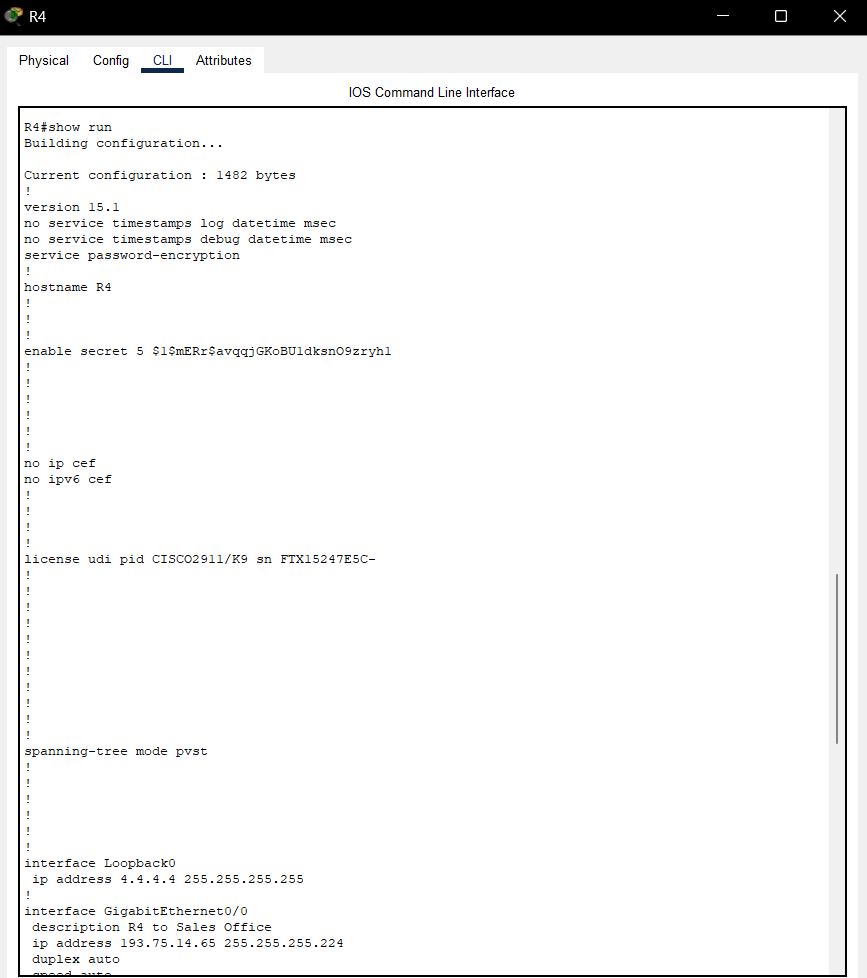 R4
Physical Config CLI Attributes
IOS Command Line Interface
R4#show run
Building configuration...
Current configuration : 1482 bytes
!
version 15.1
no service timestamps log datetime msec
no service timestamps debug datetime msec
service password-encryption
!
hostname R4
!
!
!
enable secret 5 $1$mERr$avqqjGKoBU1dksnO9zryh1
!
!
!
!
!
!
no ip cef
no ipv6 cef
!
!
!
!
license udi pid CISCO2911/K9 sn FTX15247E5C-
!
!
!
!
!
!
!
!
!
!
!
spanning-tree mode pvst
!
!
!
!
!
!
interface Loopback0
 ip address 4.4.4.4 255.255.255.255
!
interface GigabitEthernet0/0
 description R4 to Sales Office
 ip address 193.75.14.65 255.255.255.224
 duplex auto
 speed auto